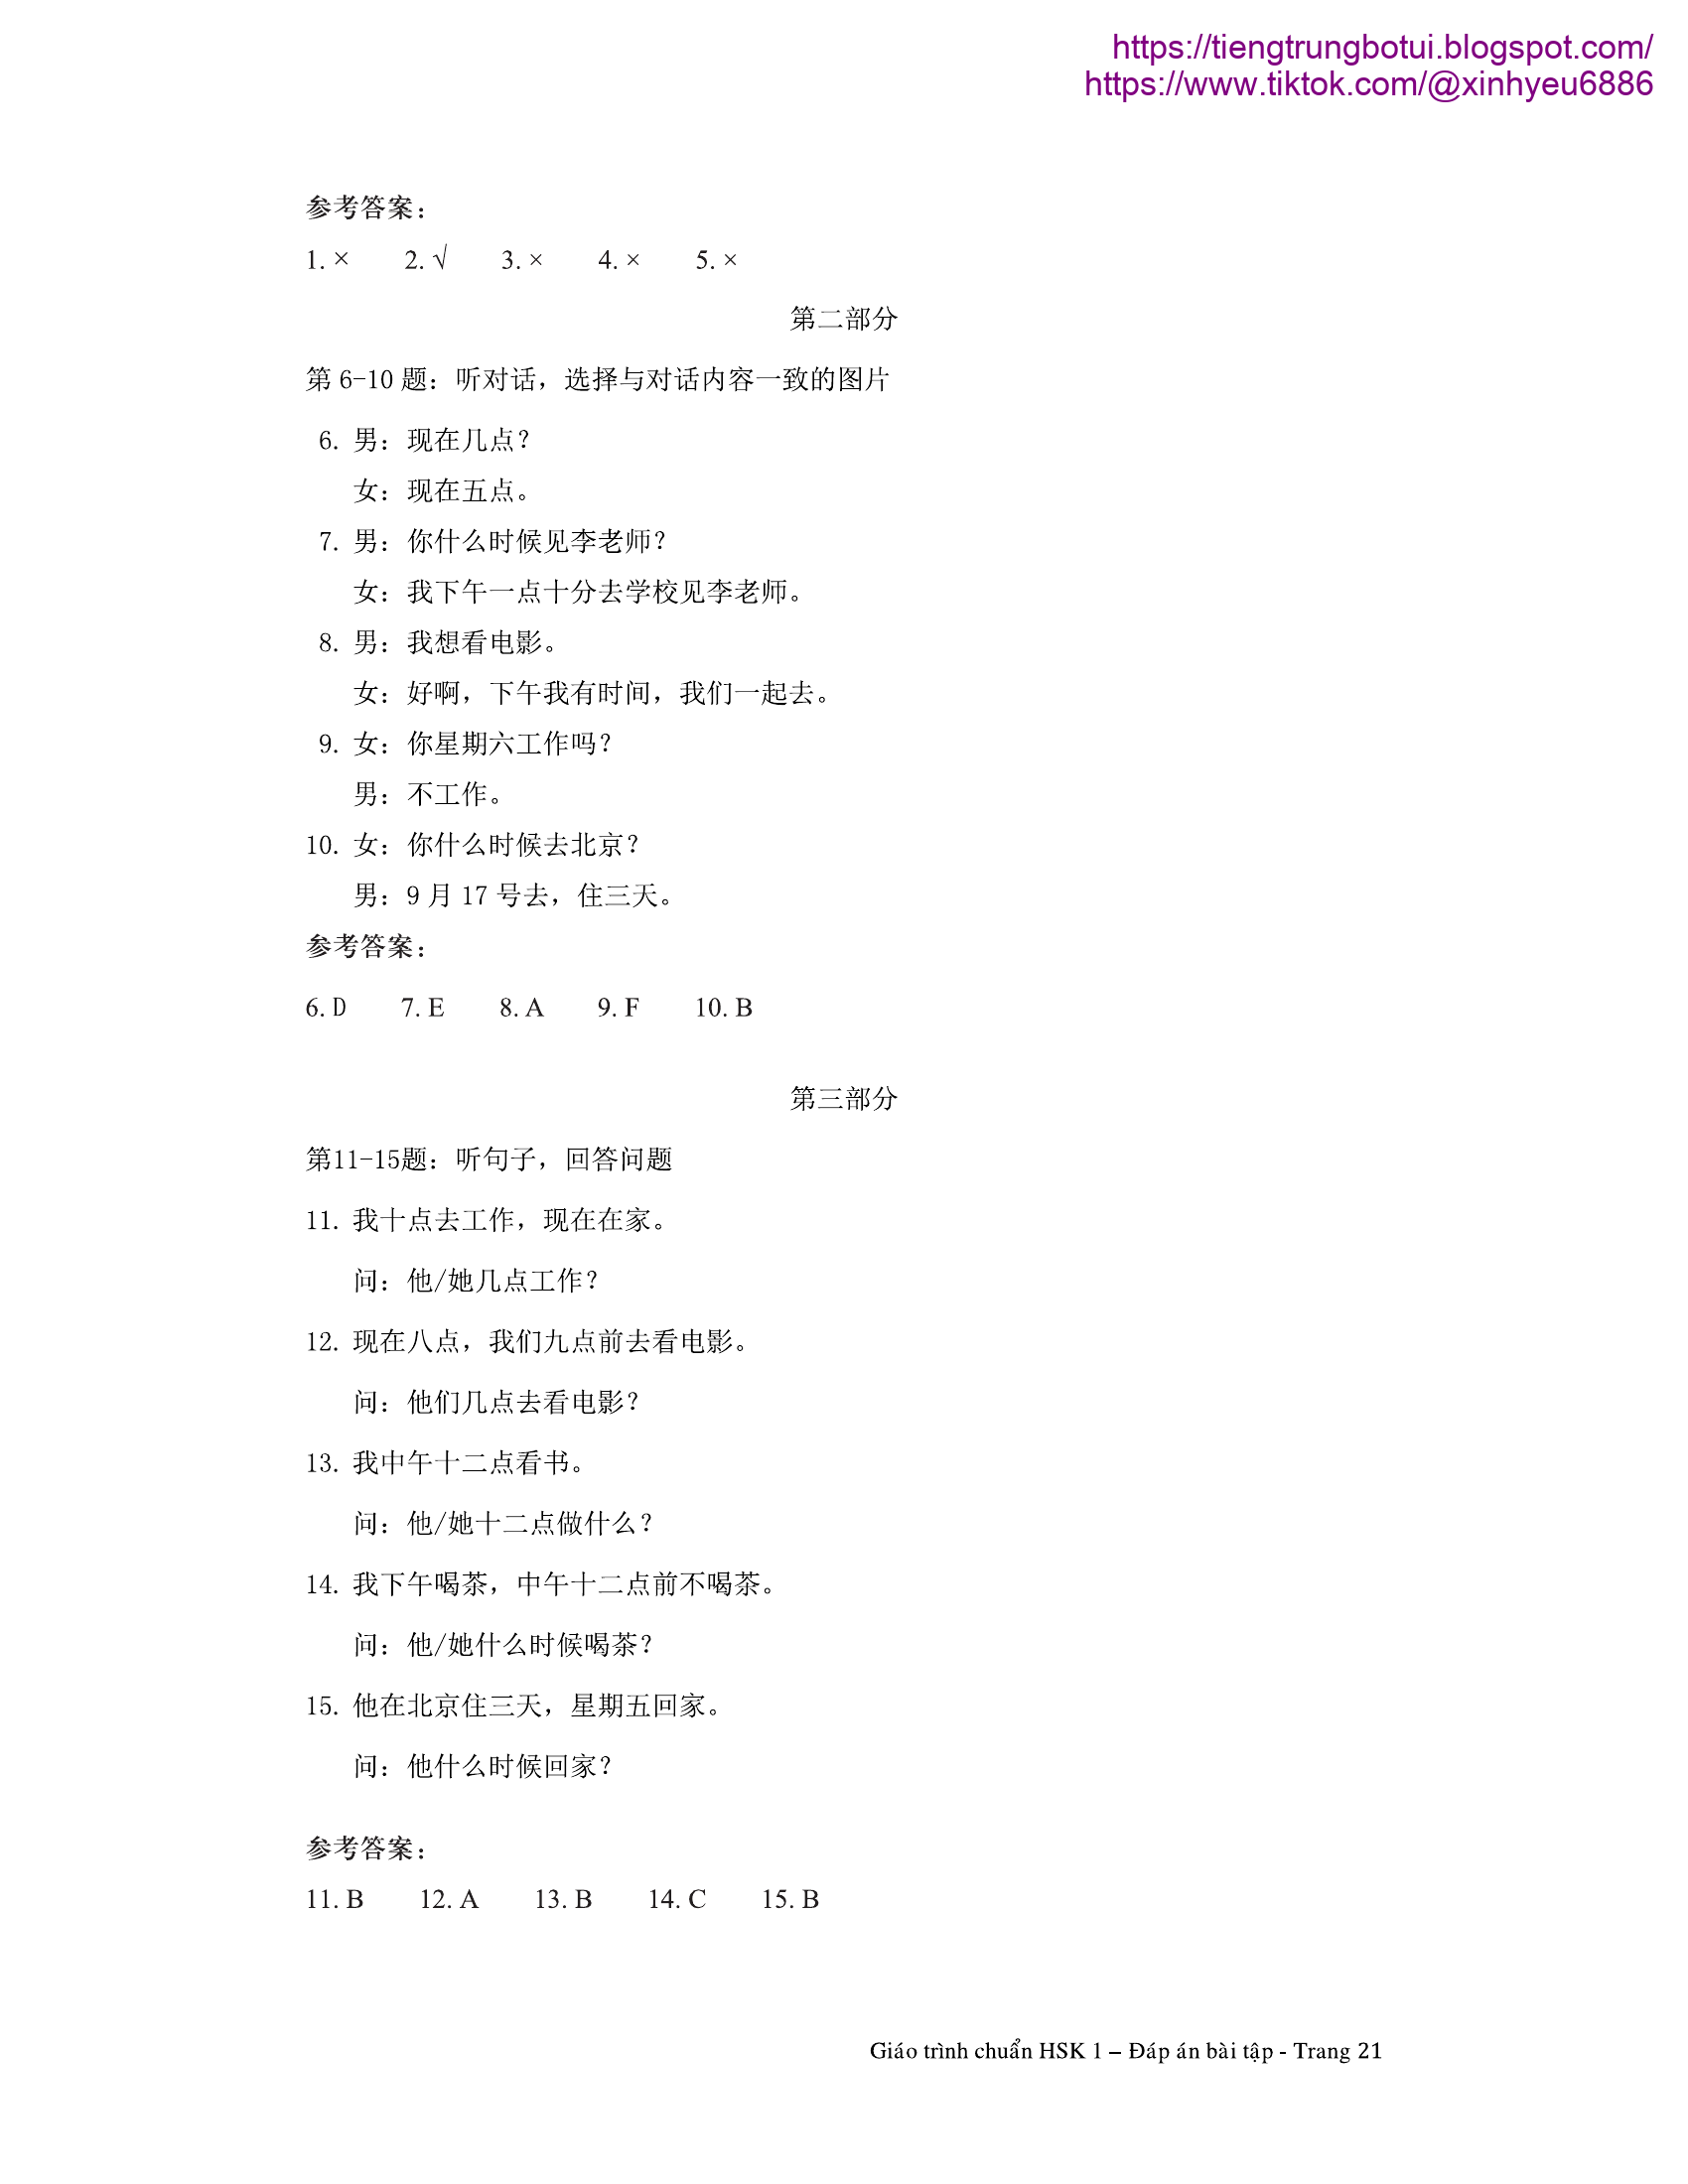 https://tiengtrungbotui.blogspot.com/
https://www.tiktok.com/@xinhyeu6886
参考答案：
1. × 2. √ 3. × 4. × 5. ×
第二部分
第 6-10 题：听对话，选择与对话内容一致的图片
6. 男：现在几点？
女：现在五点。
7. 男：你什么时候见李老师？
女：我下午一点十分去学校见李老师。
8. 男：我想看电影。
女：好啊，下午我有时间，我们一起去。
9. 女：你星期六工作吗？
男：不工作。
10. 女：你什么时候去北京？
男：9 月 17 号去，住三天。
参考答案：
6. D 7. E 8. A 9. F 10. B
第三部分
第11-15题：听句子，回答问题
11. 我十点去工作，现在在家。
问：他/她几点工作？
12. 现在八点，我们九点前去看电影。
问：他们几点去看电影？
13. 我中午十二点看书。
问：他/她十二点做什么？
14. 我下午喝茶，中午十二点前不喝茶。
问：他/她什么时候喝茶？
15. 他在北京住三天，星期五回家。
问：他什么时候回家？
参考答案：
11. B 12. A 13. B 14. C 15. B
Giáo trình chuẩn HSK 1 – Đáp án bài tập - Trang 21